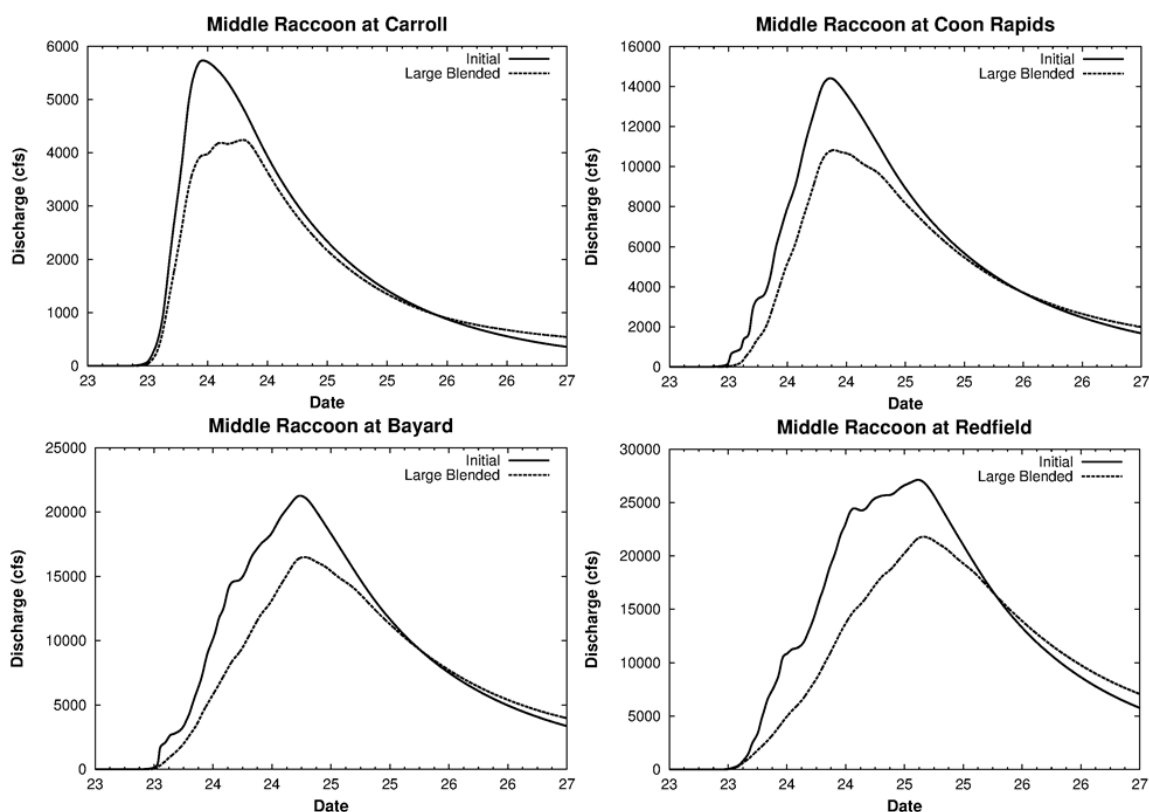 Middle Raccoon at Carroll
Initial
Large Blended
6000
5000
4000
3000
2000
1000
0
Discharge (cfs)
23 23 24 24 25 25 26 26 27
Date
Middle Raccoon at Coon Rapids
Initial
Large Blended
16000
14000
12000
10000
8000
6000
4000
2000
0
Discharge (cfs)
23 23 24 24 25 25 26 26 27
Date
Middle Raccoon at Bayard
Initial
Large Blended
25000
20000
15000
10000
5000
0
Discharge (cfs)
23 23 24 24 25 25 26 26 27
Date
Middle Raccoon at Redfield
Initial
Large Blended
30000
25000
20000
15000
10000
5000
0
Discharge (cfs)
23 23 24 24 25 25 26 26 27
Date